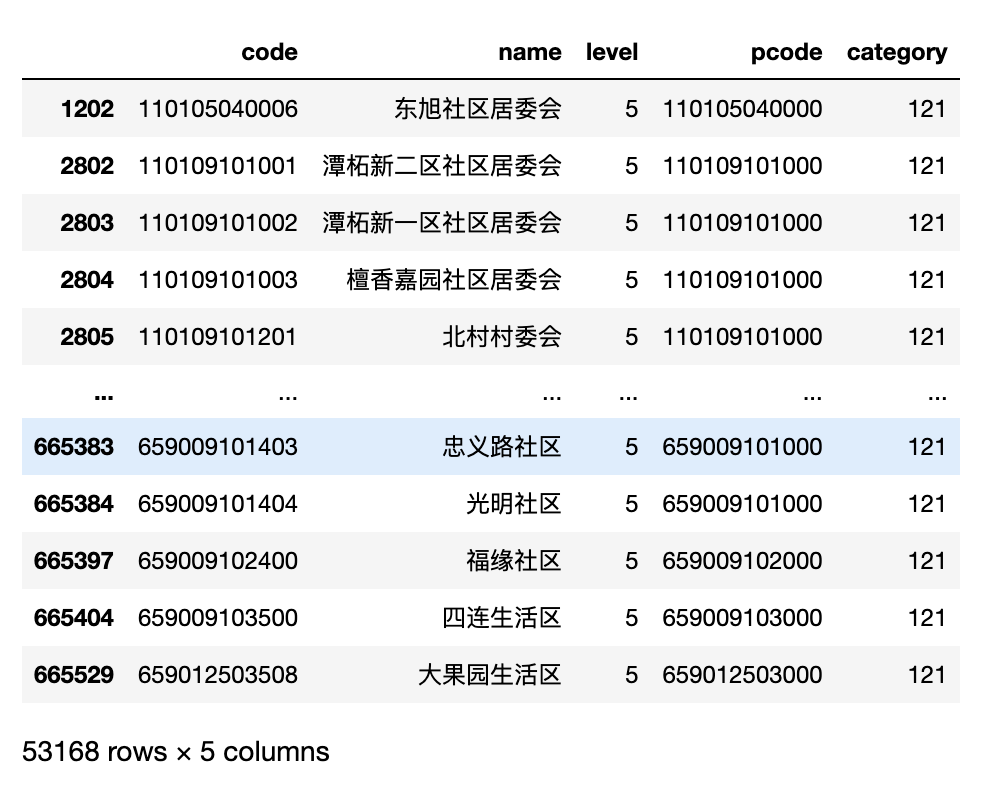 code name level pcode category
1202 110105040006 东旭社区居委会 5 110105040000 121
2802 110109101001 潭柘新二区社区居委会 5 110109101000 121
2803 110109101002 潭柘新一区社区居委会 5 110109101000 121
2804 110109101003 檀香嘉园社区居委会 5 110109101000 121
2805 110109101201 北村村委会 5 110109101000 121
... ... ... ... ... ...
665383 659009101403 忠义路社区 5 659009101000 121
665384 659009101404 光明社区 5 659009101000 121
665397 659009102400 福缘社区 5 659009102000 121
665404 659009103500 四连生活区 5 659009103000 121
665529 659012503508 大果园生活区 5 659012503000 121
53168 rows × 5 columns